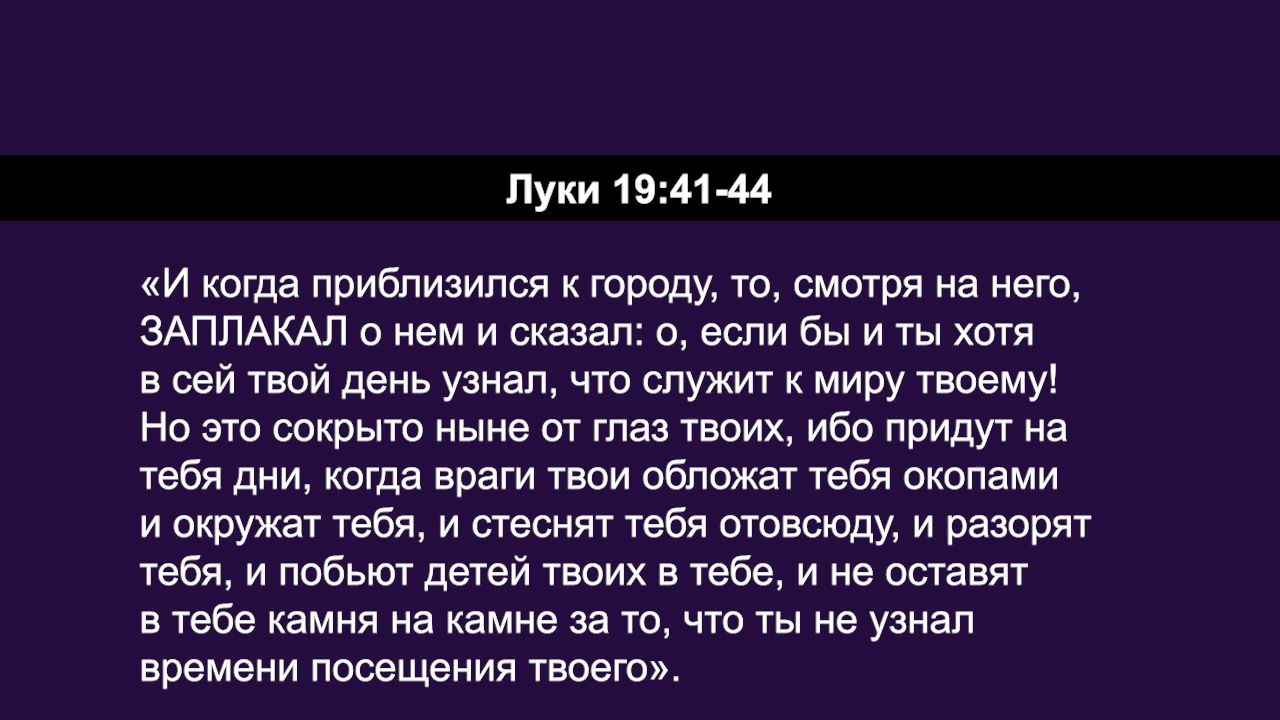 Луки 19:41-44
«И когда приблизился к городу, то, смотря на него,
ЗАПЛАКАЛ о нем и сказал: о, если бы и ты хотя
в сей твой день узнал, что служит к миру твоему!
Но это сокрыто ныне от глаз твоих, ибо придут на
тебя дни, когда враги твои обложат тебя окопами
и окружат тебя, и стеснят тебя отовсюду, и разорят
тебя, и побьют детей твоих в тебе, и не оставят
в тебе камня на камне за то, что ты не узнал
времени посещения твоего».